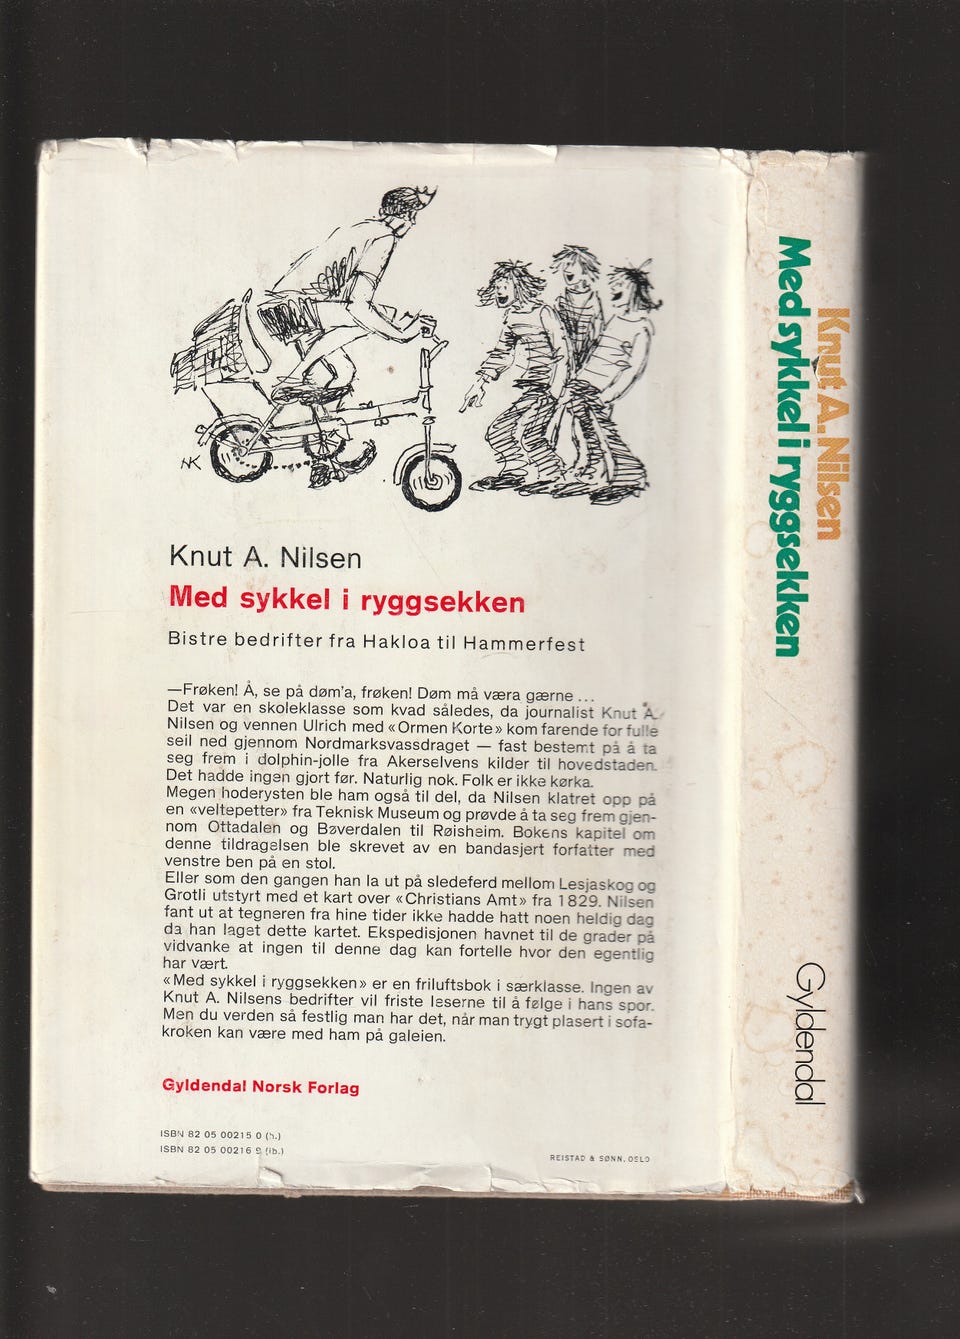 NK
Knut A. Nilsen
Med sykkel i ryggsekken
Bistre bedrifter fra Hakloa til Hammerfest
—Frøken! Å, se på døm'a, frøken! Døm må væra gærne ...
Det var en skoleklasse som kvad således, da journalist Knut A.
Nilsen og vennen Ulrich med «Ormen Korte» kom farende for fulle
seil ned gjennom Nordmarksvassdraget — fast bestemt på å ta
seg frem i dolphin-jolle fra Akerselvens kilder til hovedstaden.
Det hadde ingen gjort før. Naturlig nok. Folk er ikke kørka.
Megen hoderysten ble ham også til del, da Nilsen klatret opp på
en «veltepetter» fra Teknisk Museum og prøvde å ta seg frem gjen-
nom Ottadalen og Bøverdalen til Røisheim. Bokens kapitel om
denne tildragelsen ble skrevet av en bandasjert forfatter med
venstre ben på en stol.
Eller som den gangen han la ut på sledeferd mellom Lesjaskog og
Grotli utstyrt med et kart over «Christians Amt» fra 1829. Nilsen
fant ut at tegneren fra hine tider ikke hadde hatt noen heldig dag
da han laget dette kartet. Ekspedisjonen havnet til de grader på
vidvanke at ingen til denne dag kan fortelle hvor den egentlig
har vært.
«Med sykkel i ryggsekken» er en friluftsbok i særklasse. Ingen av
Knut A. Nilsens bedrifter vil friste leserne til å følge i hans spor.
Men du verden så festlig man har det, når man trygt plasert i sofa-
kroken kan være med ham på galeien.
Gyldendal Norsk Forlag
ISBN 82 05 00215 0 (h.)
ISBN 82 05 00216 9 (ib.)
REISTAD & SØNN, OSLO
Knut A. Nilsen
Med sykkel i ryggsekken
Gyldendal